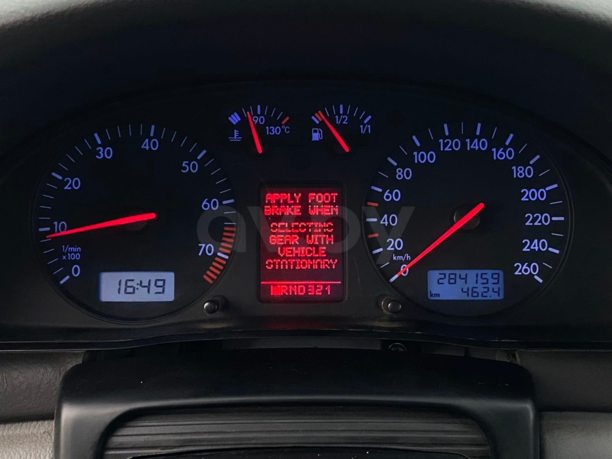 0
10
20
30
40
50
60
70
1/min
x100
16:49
90
130°C
1/2
1/1
APPLY FOOT
BRAKE WHEN
SELECTING
GEAR WITH
VEHICLE
STATIONARY
RND321
0
20
40
60
80
100
120
140
160
180
200
220
240
260
km/h
284159
km
462.4